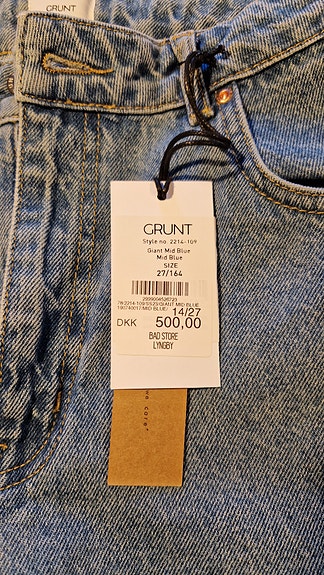 GRUNT
GRUNT
Style no. 2214-109
Giant Mid Blue
Mid Blue
SIZE
27/164
14/27
DKK 500,00
BAD STORE
LYNGBY